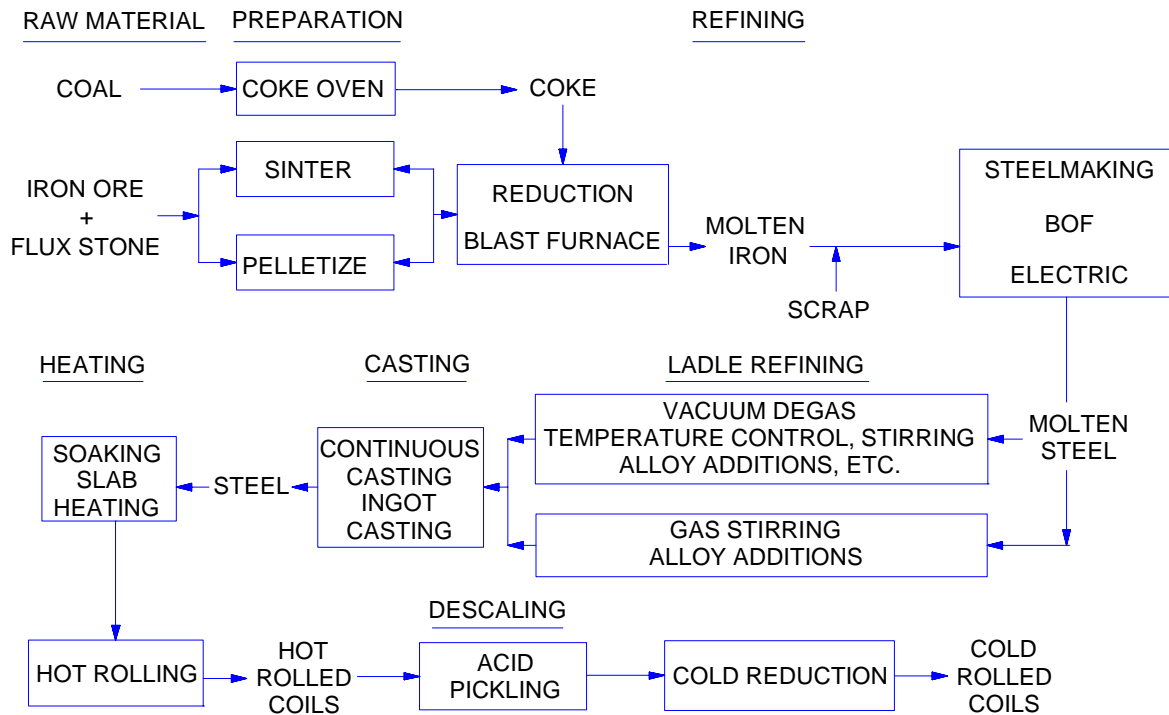 RAW MATERIAL
PREPARATION
REFINING
COAL
COKE OVEN
COKE
SINTER
IRON ORE
+
FLUX STONE
PELLETIZE
REDUCTION
BLAST FURNACE
MOLTEN
IRON
SCRAP
STEELMAKING
BOF
ELECTRIC
HEATING
CASTING
LADLE REFINING
SOAKING
SLAB
HEATING
STEEL
CONTINUOUS
CASTING
INGOT
CASTING
VACUUM DEGAS
TEMPERATURE CONTROL, STIRRING
ALLOY ADDITIONS, ETC.
MOLTEN
STEEL
GAS STIRRING
ALLOY ADDITIONS
DESCALING
HOT ROLLING
HOT
ROLLED
COILS
ACID
PICKLING
COLD REDUCTION
COLD
ROLLED
COILS